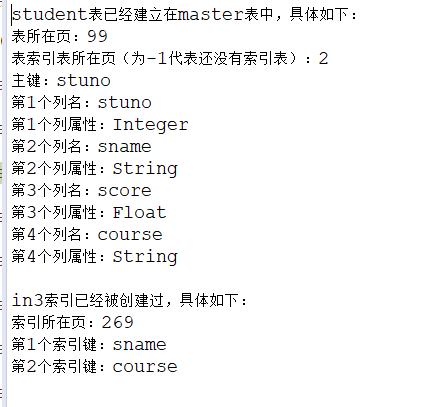 student表已经建立在master表中，具体如下：
表所在页：99
表索引表所在页（为-1代表还没有索引表）：2
主键：stuno
第1个列名：stuno
第1个列属性：Integer
第2个列名：sname
第2个列属性：String
第3个列名：score
第3个列属性：Float
第4个列名：course
第4个列属性：String
in3索引已经被创建过，具体如下：
索引所在页：269
第1个索引键：sname
第2个索引键：course